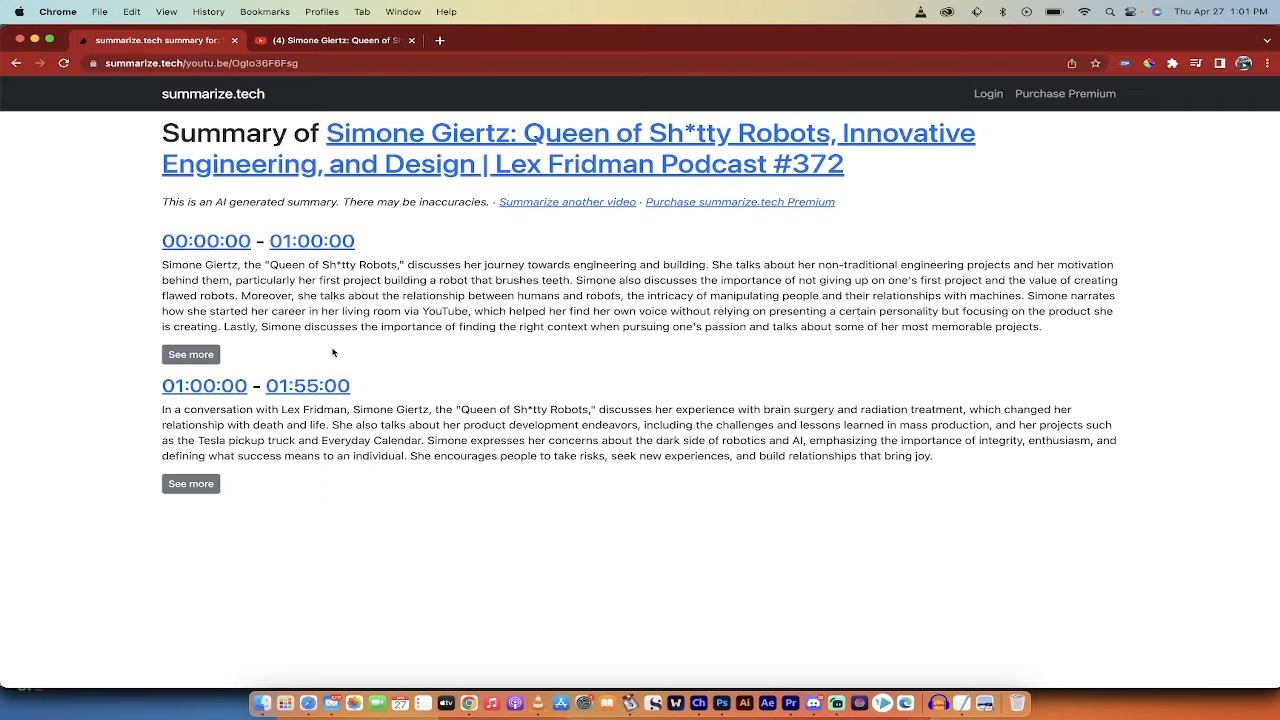 Chrome File Edit View History Bookmarks Profiles Tab Window Help Thu Apr 27 1:01 PM
summarize.tech summary for: (4) Simone Giertz: Queen of Sh
summarize.tech/youtu.be/OgIo36F6Fsg
summarize.tech Login Purchase Premium
Summary of Simone Giertz: Queen of Sh*tty Robots, Innovative
Engineering, and Design | Lex Fridman Podcast #372
This is an AI generated summary. There may be inaccuracies. · Summarize another video · Purchase summarize.tech Premium
00:00:00 - 01:00:00
Simone Giertz, the "Queen of Sh*tty Robots," discusses her journey towards engineering and building. She talks about her non-traditional engineering projects and her motivation
behind them, particularly her first project building a robot that brushes teeth. Simone also discusses the importance of not giving up on one's first project and the value of creating
flawed robots. Moreover, she talks about the relationship between humans and robots, the intricacy of manipulating people and their relationships with machines. Simone narrates
how she started her career in her living room via YouTube, which helped her find her own voice without relying on presenting a certain personality but focusing on the product she
is creating. Lastly, Simone discusses the importance of finding the right context when pursuing one's passion and talks about some of her most memorable projects.
See more
01:00:00 - 01:55:00
In a conversation with Lex Fridman, Simone Giertz, the "Queen of Sh*tty Robots," discusses her experience with brain surgery and radiation treatment, which changed her
relationship with death and life. She also talks about her product development endeavors, including the challenges and lessons learned in mass production, and her projects such
as the Tesla pickup truck and Everyday Calendar. Simone expresses her concerns about the dark side of robotics and AI, emphasizing the importance of integrity, enthusiasm, and
defining what success means to an individual. She encourages people to take risks, seek new experiences, and build relationships that bring joy.
See more
27 tv W Ch Ps Ai Ae Pr